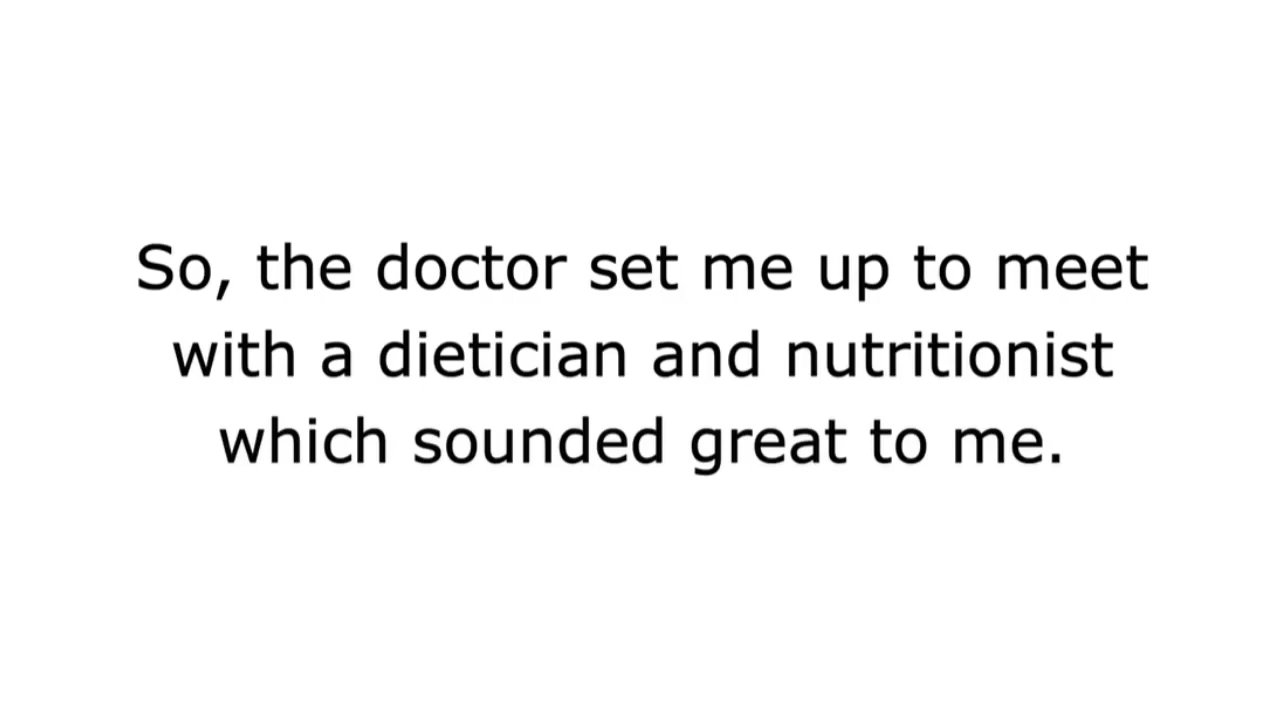 So, the doctor set me up to meet
with a dietician and nutritionist
which sounded great to me.